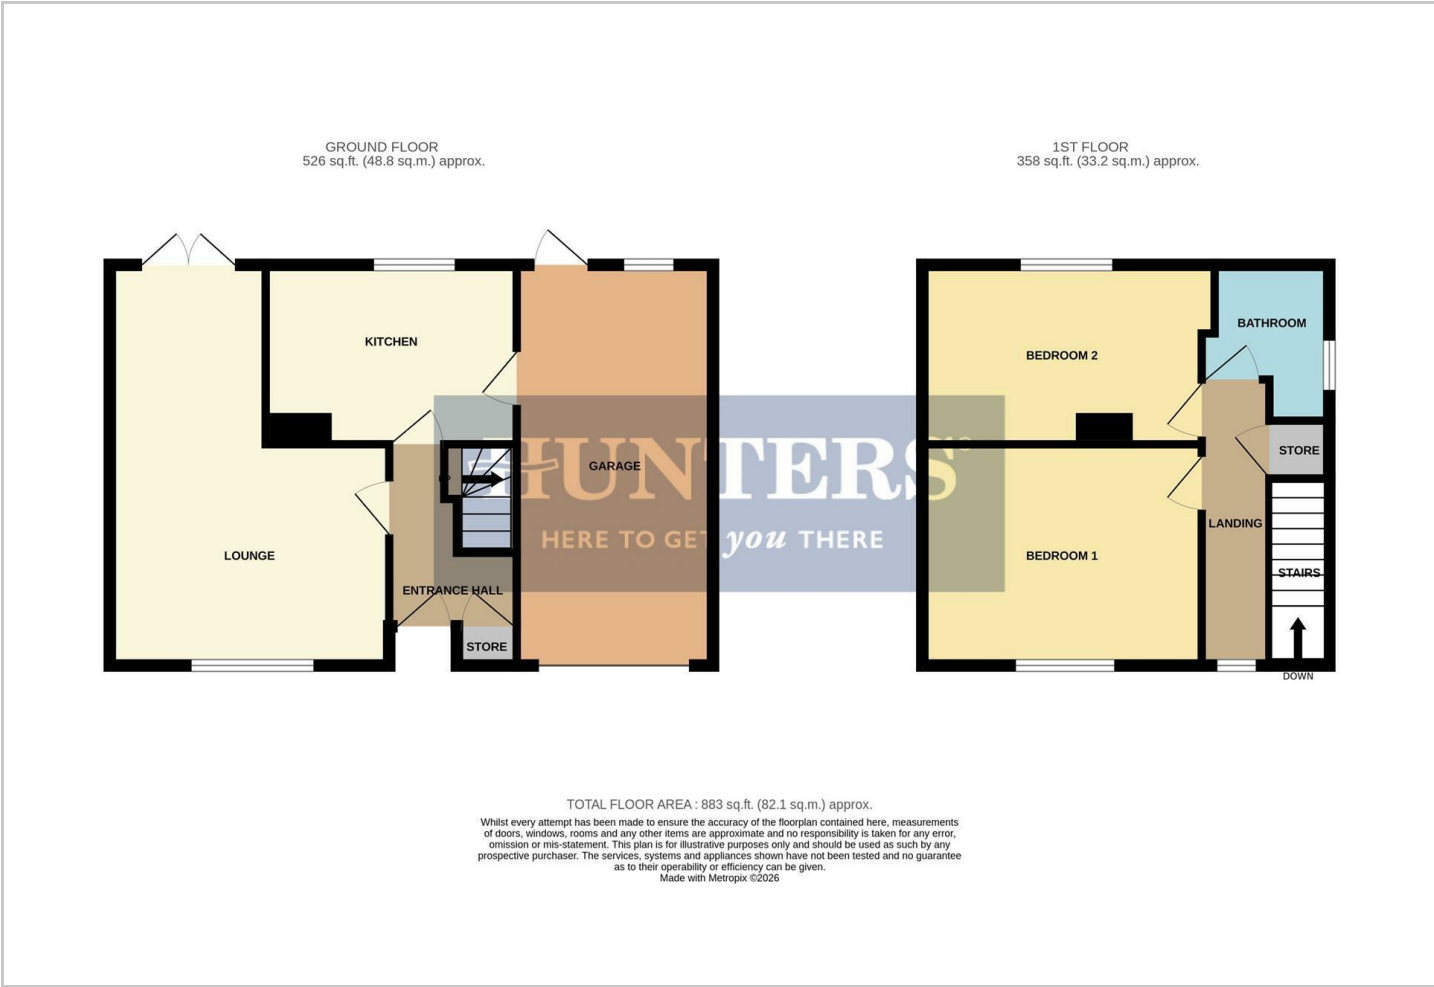 GROUND FLOOR
526 sq.ft. (48.8 sq.m.) approx.
1ST FLOOR
358 sq.ft. (33.2 sq.m.) approx.
KITCHEN
LOUNGE
ENTRANCE HALL
STORE
GARAGE
HUNTERS
HERE TO GET you THERE
BEDROOM 2
BATHROOM
STORE
LANDING
BEDROOM 1
STAIRS
DOWN
TOTAL FLOOR AREA : 883 sq.ft. (82.1 sq.m.) approx.
Whilst every attempt has been made to ensure the accuracy of the floorplan contained here, measurements
of doors, windows, rooms and any other items are approximate and no responsibility is taken for any error,
omission or mis-statement. This plan is for illustrative purposes only and should be used as such by any
prospective purchaser. The services, systems and appliances shown have not been tested and no guarantee
as to their operability or efficiency can be given.
Made with Metropix ©2026